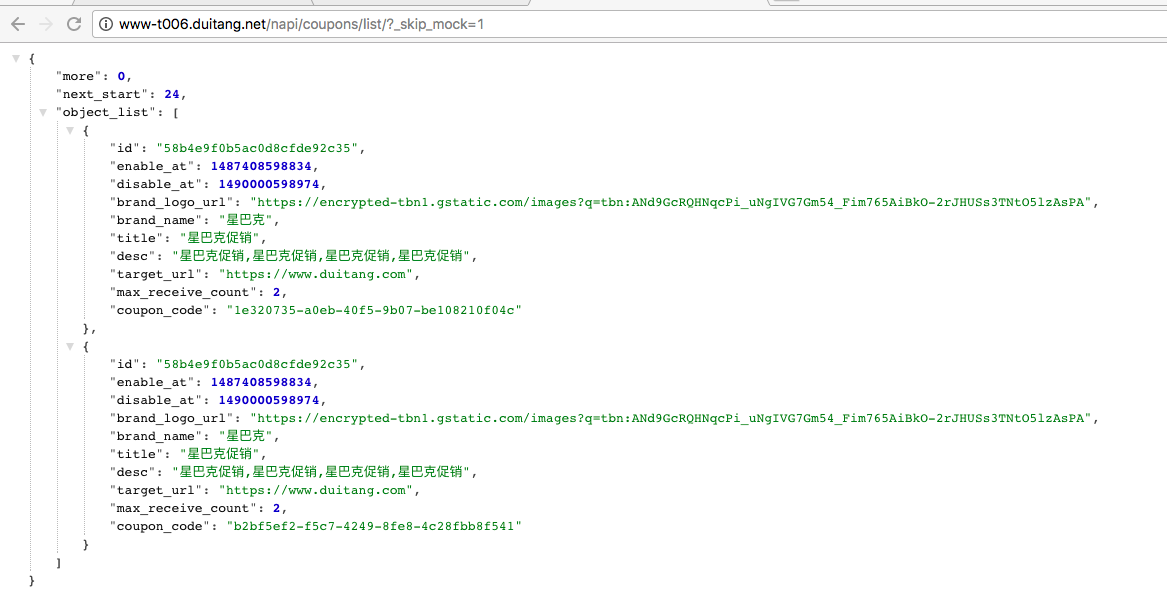 www-t006.duitang.net/napi/coupons/list/?_skip_mock=1
{
"more": 0,
"next_start": 24,
"object_list": [
{
"id": "58b4e9f0b5ac0d8cfde92c35",
"enable_at": 1487408598834,
"disable_at": 1490000598974,
"brand_logo_url": "https://encrypted-tbn1.gstatic.com/images?q=tbn:ANd9GcRQHNqcPi_uNgIVG7Gm54_Fim765AiBkO-2rJHUSs3TNtO5lzAsPA",
"brand_name": "星巴克",
"title": "星巴克促销",
"desc": "星巴克促销,星巴克促销,星巴克促销,星巴克促销",
"target_url": "https://www.duitang.com",
"max_receive_count": 2,
"coupon_code": "1e320735-a0eb-40f5-9b07-be108210f04c"
},
{
"id": "58b4e9f0b5ac0d8cfde92c35",
"enable_at": 1487408598834,
"disable_at": 1490000598974,
"brand_logo_url": "https://encrypted-tbn1.gstatic.com/images?q=tbn:ANd9GcRQHNqcPi_uNgIVG7Gm54_Fim765AiBkO-2rJHUSs3TNtO5lzAsPA",
"brand_name": "星巴克",
"title": "星巴克促销",
"desc": "星巴克促销,星巴克促销,星巴克促销,星巴克促销",
"target_url": "https://www.duitang.com",
"max_receive_count": 2,
"coupon_code": "b2bf5ef2-f5c7-4249-8fe8-4c28fbb8f541"
}
]
}